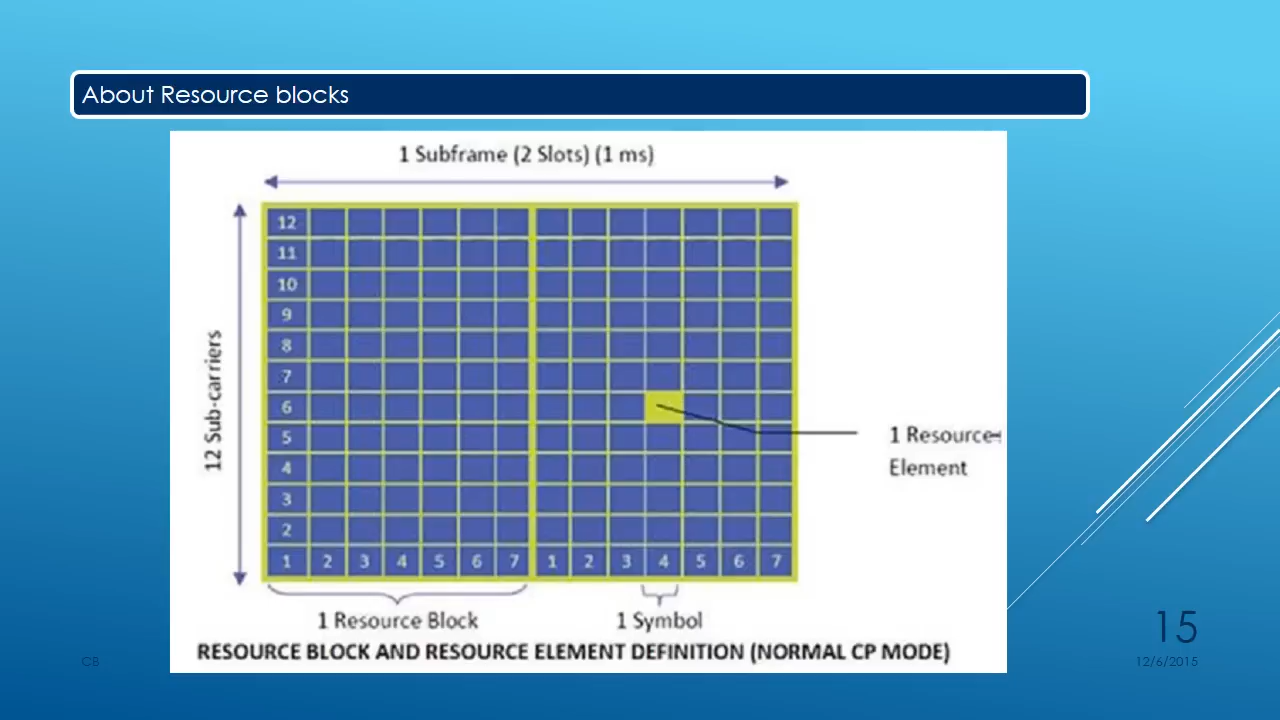 About Resource blocks
1 Subframe (2 Slots) (1 ms)
12 Sub-carriers
12
11
10
9
8
7
6
5
4
3
2
1 2 3 4 5 6 7 1 2 3 4 5 6 7
1 Resource
Element
1 Resource Block
1 Symbol
RESOURCE BLOCK AND RESOURCE ELEMENT DEFINITION (NORMAL CP MODE)
CB
15
12/6/2015